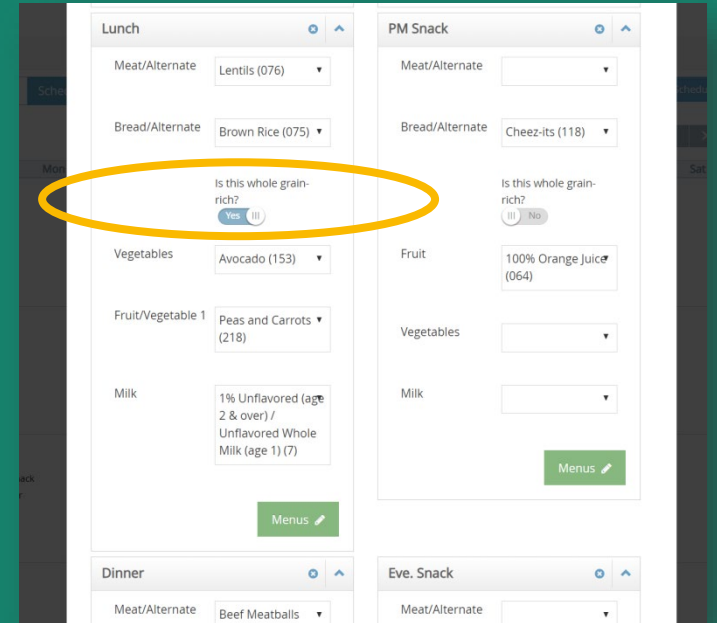 Lunch
Meat/Alternate
Lentils (076)
Bread/Alternate
Brown Rice (075)
Is this whole grain-
rich?
Yes
Vegetables
Avocado (153)
Fruit/Vegetable 1
Peas and Carrots
(218)
Milk
1% Unflavored (age
2 & over) /
Unflavored Whole
Milk (age 1) (7)
Menus
PM Snack
Meat/Alternate
Bread/Alternate
Cheez-its (118)
Is this whole grain-
rich?
No
Fruit
100% Orange Juice
(064)
Vegetables
Milk
Menus
Dinner
Meat/Alternate
Beef Meatballs
Eve. Snack
Meat/Alternate
Mon
Sat